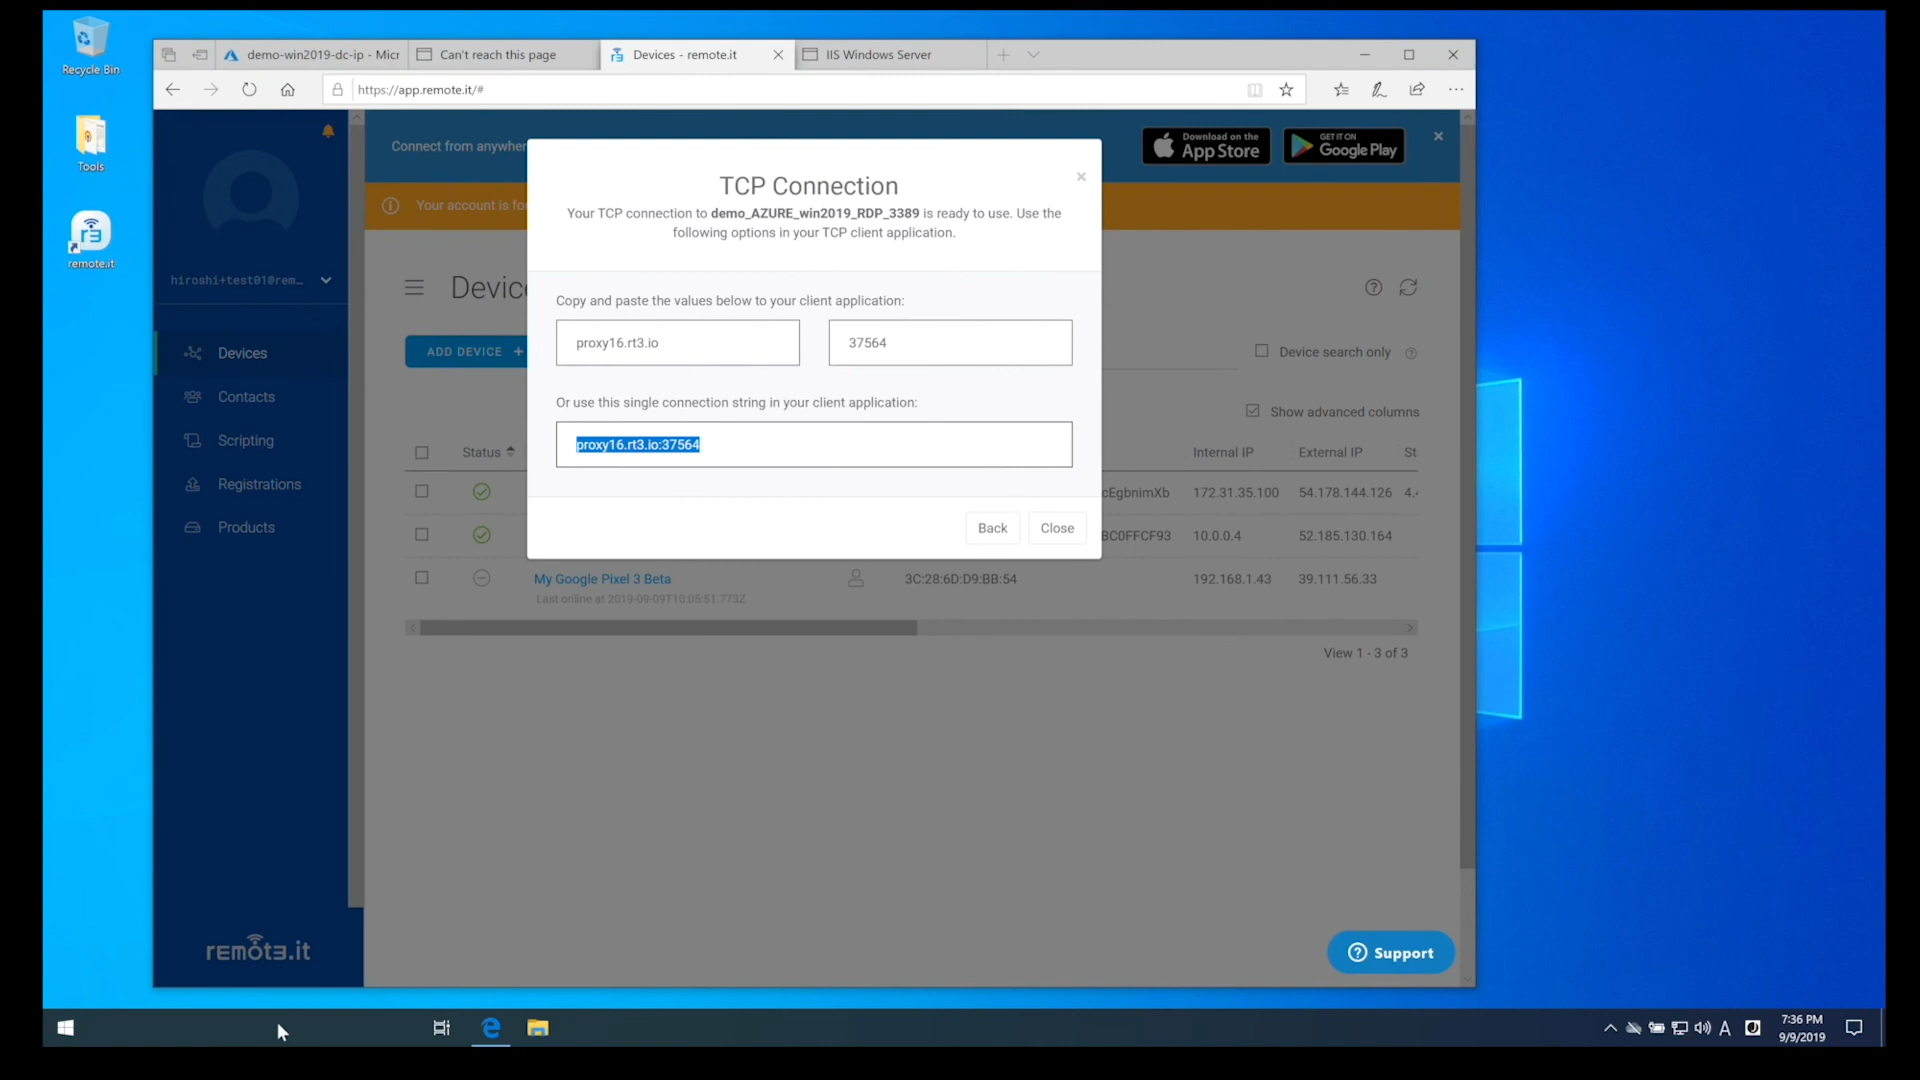 Recycle Bin
Tools
remote.it
demo-win2019-dc-ip - Micr
Can't reach this page
Devices - remote.it
IIS Windows Server
https://app.remote.it/#
Connect from anywher
Download on the
App Store
GET IT ON
Google Play
Your account is fo
hiroshi+test01@rem…
Devices
Contacts
Scripting
Registrations
Products
remot3.it
Devic
ADD DEVICE +
Device search only
Show advanced columns
TCP Connection
Your TCP connection to demo_AZURE_win2019_RDP_3389 is ready to use. Use the
following options in your TCP client application.
Copy and paste the values below to your client application:
proxy16.rt3.io
37564
Or use this single connection string in your client application:
proxy16.rt3.io:37564
Back
Close
Status
Internal IP
External IP
St
cEgbnimXb
172.31.35.100
54.178.144.126
4.
BC0FFCF93
10.0.0.4
52.185.130.164
My Google Pixel 3 Beta
3C:28:6D:D9:BB:54
192.168.1.43
39.111.56.33
Last online at 2019-09-09T10:05:51.773Z
View 1 - 3 of 3
Support
A
7:36 PM
9/9/2019